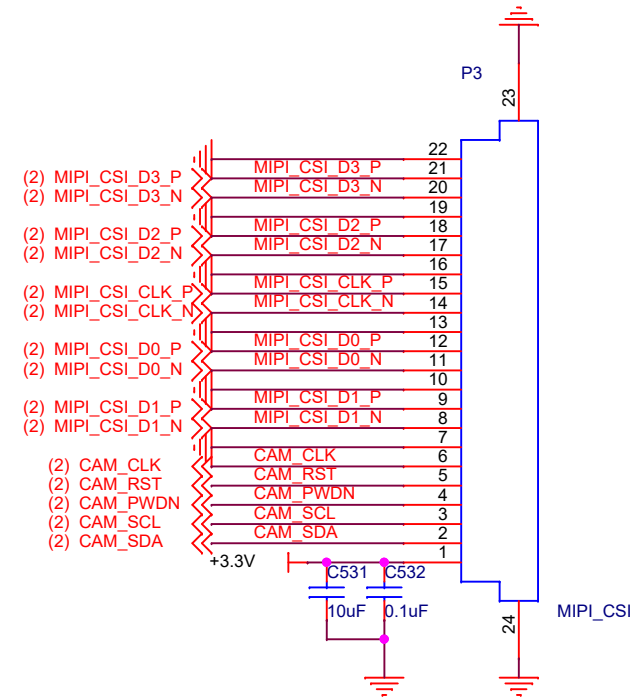 P3
23
22
(2) MIPI_CSI_D3_P MIPI_CSI_D3_P 21
(2) MIPI_CSI_D3_N MIPI_CSI_D3_N 20
19
(2) MIPI_CSI_D2_P MIPI_CSI_D2_P 18
(2) MIPI_CSI_D2_N MIPI_CSI_D2_N 17
16
(2) MIPI_CSI_CLK_P MIPI_CSI_CLK_P 15
(2) MIPI_CSI_CLK_N MIPI_CSI_CLK_N 14
13
(2) MIPI_CSI_D0_P MIPI_CSI_D0_P 12
(2) MIPI_CSI_D0_N MIPI_CSI_D0_N 11
10
(2) MIPI_CSI_D1_P MIPI_CSI_D1_P 9
(2) MIPI_CSI_D1_N MIPI_CSI_D1_N 8
7
(2) CAM_CLK CAM_CLK 6
(2) CAM_RST CAM_RST 5
(2) CAM_PWDN CAM_PWDN 4
(2) CAM_SCL CAM_SCL 3
(2) CAM_SDA CAM_SDA 2
+3.3V 1
C531 C532
10uF 0.1uF
24 MIPI_CSI